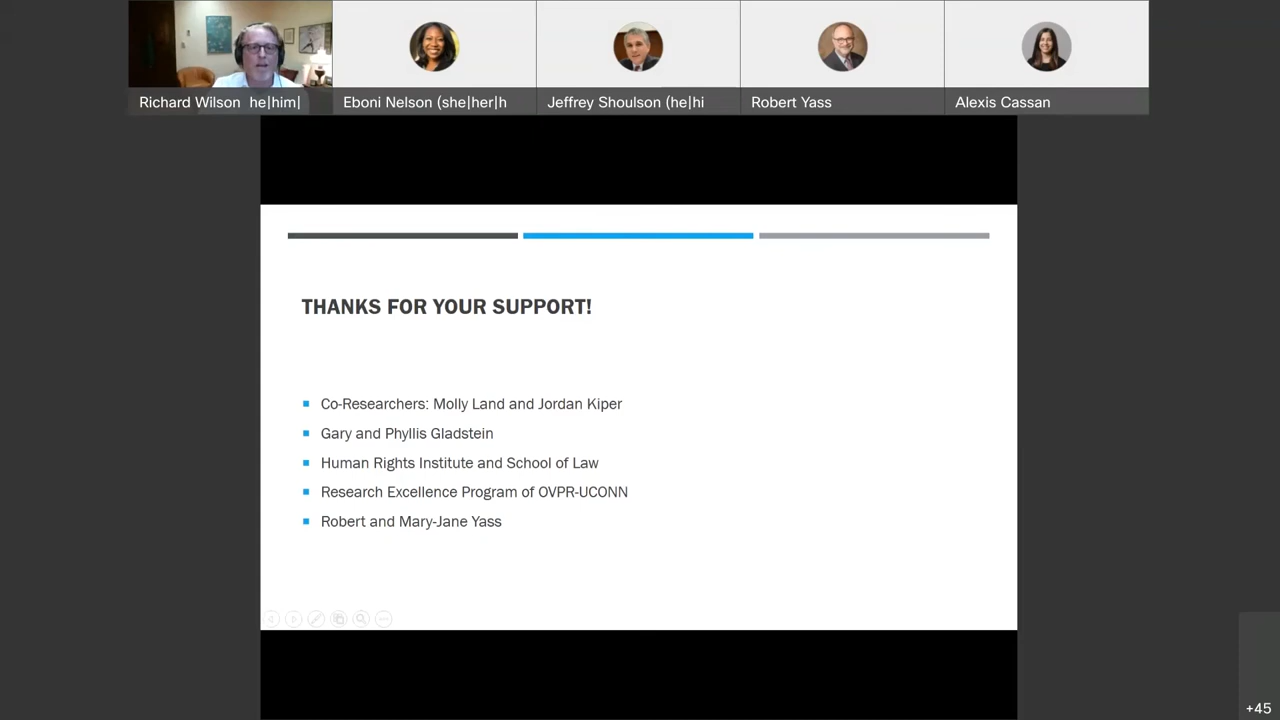 Richard Wilson he|him|
Eboni Nelson (she|her|h
Jeffrey Shoulson (he|hi
Robert Yass
Alexis Cassan
THANKS FOR YOUR SUPPORT!
Co-Researchers: Molly Land and Jordan Kiper
Gary and Phyllis Gladstein
Human Rights Institute and School of Law
Research Excellence Program of OVPR-UCONN
Robert and Mary-Jane Yass
+45